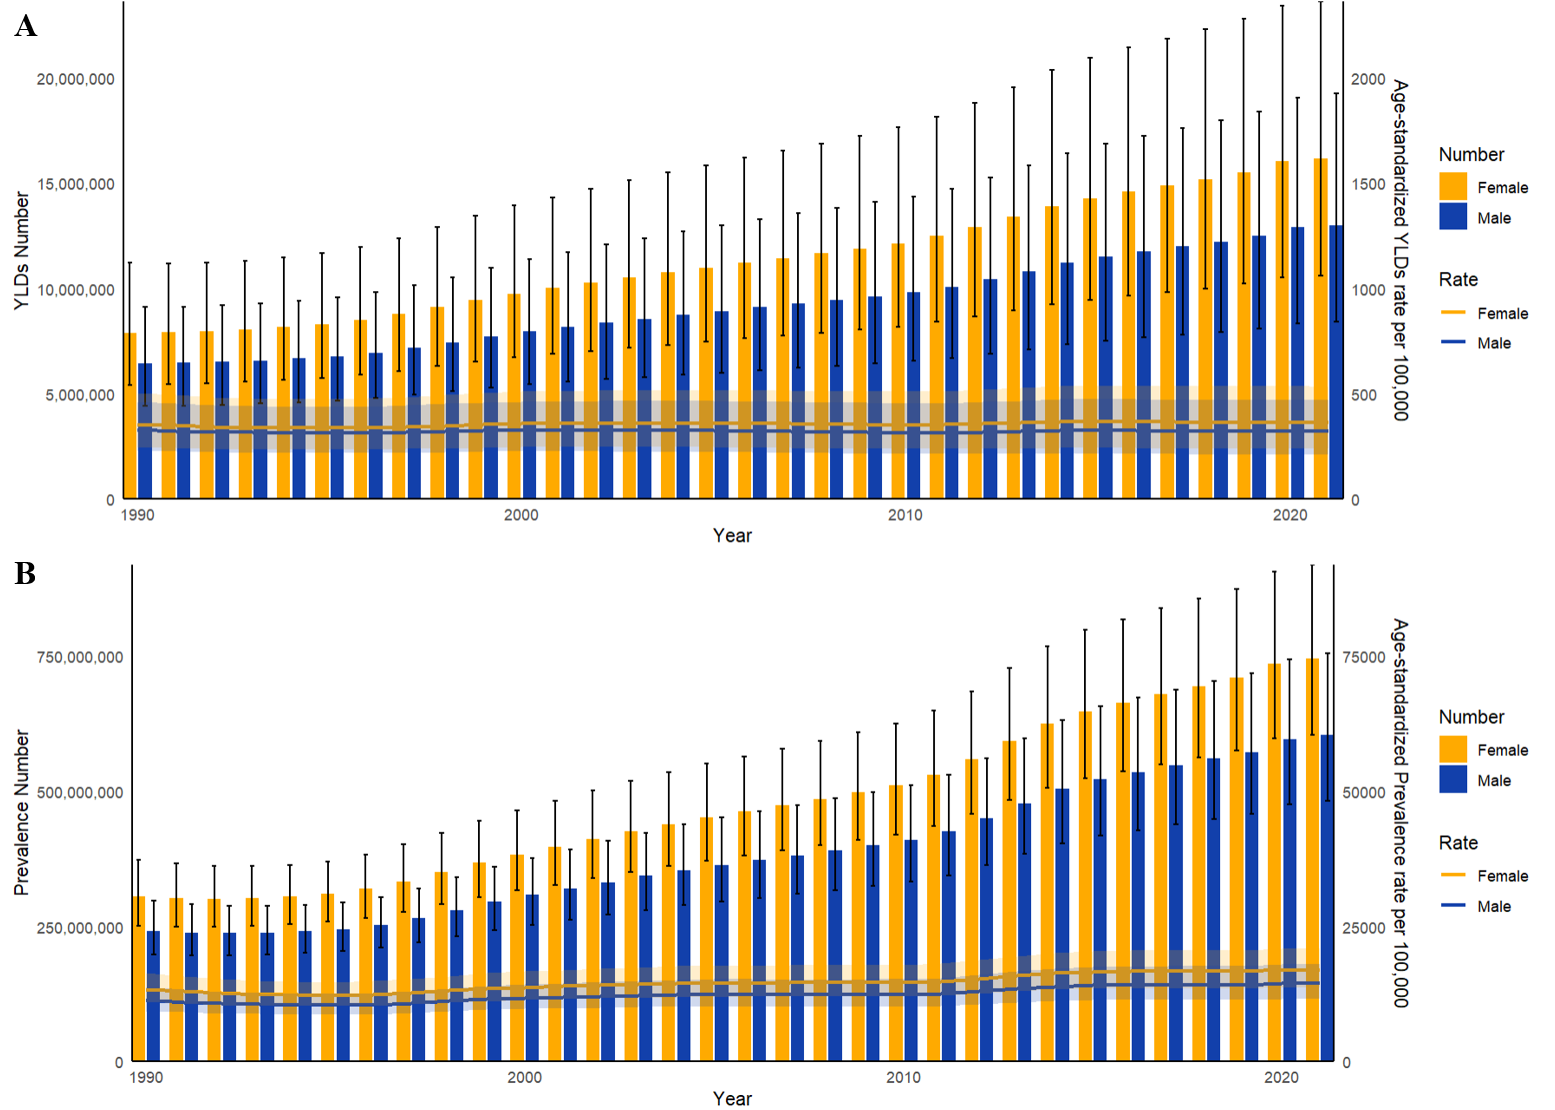 A
20,000,000
15,000,000
10,000,000
5,000,000
0
YLDs Number
2000
1500
1000
500
0
Age-standardized YLDs rate per 100,000
1990
2000
2010
2020
Year
Number
Female
Male
Rate
Female
Male
B
750,000,000
500,000,000
250,000,000
0
Prevalence Number
75000
50000
25000
0
Age-standardized Prevalence rate per 100,000
1990
2000
2010
2020
Year
Number
Female
Male
Rate
Female
Male